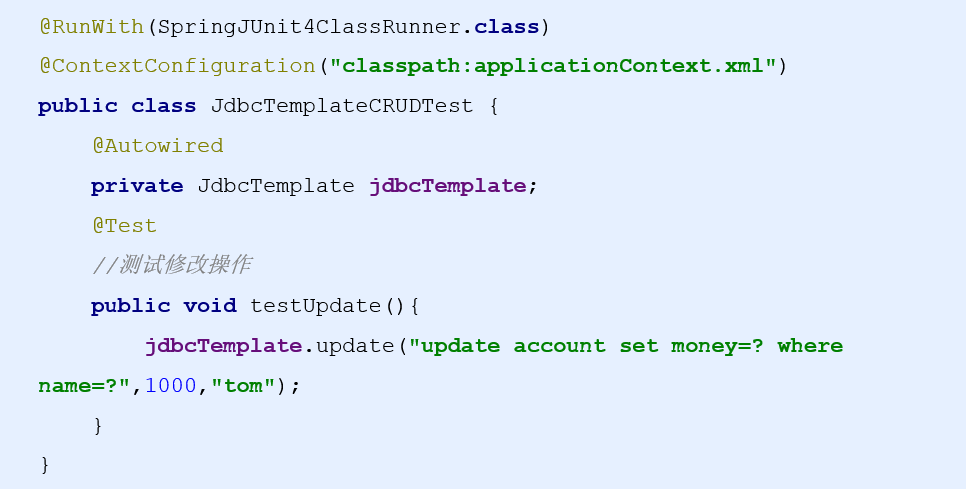 @RunWith(SpringJUnit4ClassRunner.class)
@ContextConfiguration("classpath:applicationContext.xml")
public class JdbcTemplateCRUDTest {
    @Autowired
    private JdbcTemplate jdbcTemplate;
    @Test
    //测试修改操作
    public void testUpdate(){
        jdbcTemplate.update("update account set money=? where
name=?",1000,"tom");
    }
}